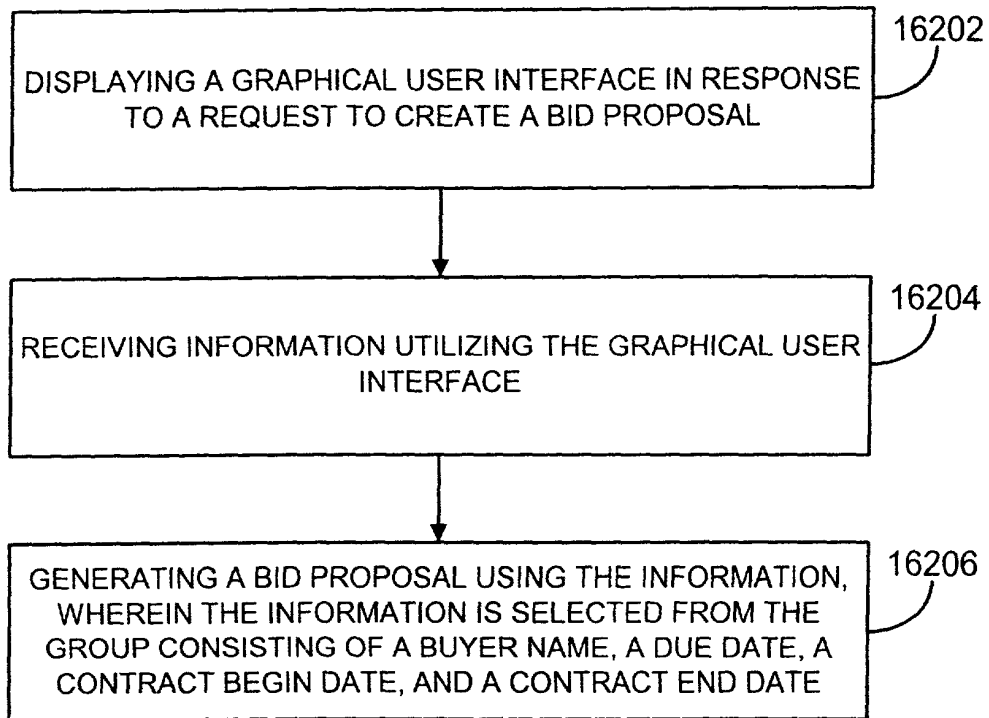 16202
DISPLAYING A GRAPHICAL USER INTERFACE IN RESPONSE
TO A REQUEST TO CREATE A BID PROPOSAL
16204
RECEIVING INFORMATION UTILIZING THE GRAPHICAL USER
INTERFACE
16206
GENERATING A BID PROPOSAL USING THE INFORMATION,
WHEREIN THE INFORMATION IS SELECTED FROM THE
GROUP CONSISTING OF A BUYER NAME, A DUE DATE, A
CONTRACT BEGIN DATE, AND A CONTRACT END DATE